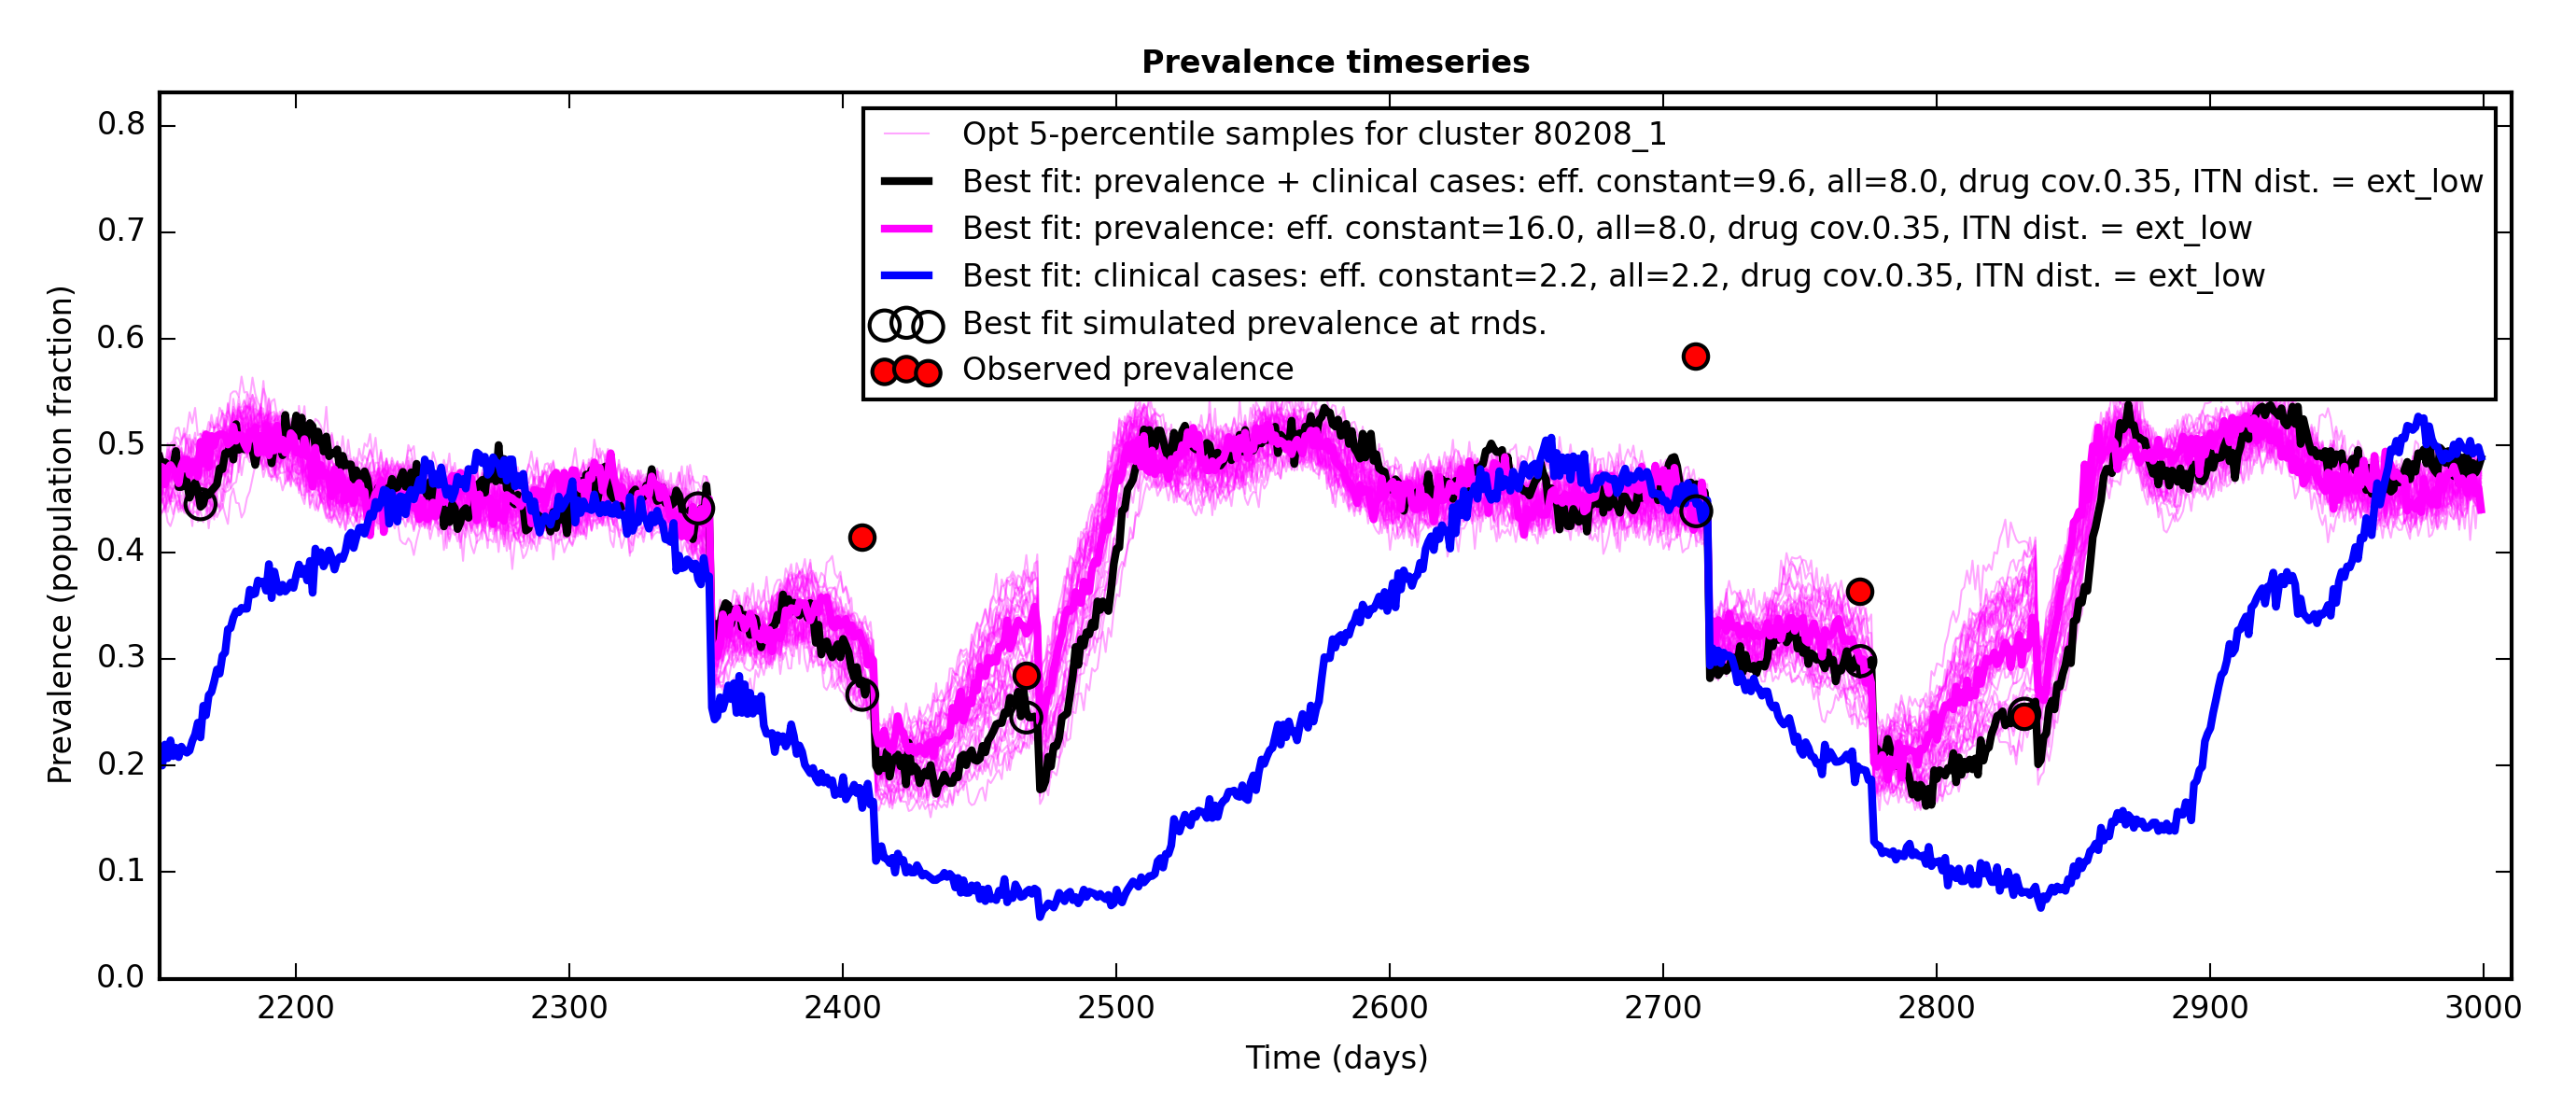 Prevalence timeseries
Opt 5-percentile samples for cluster 80208_1
Best fit: prevalence + clinical cases: eff. constant=9.6, all=8.0, drug cov.0.35, ITN dist. = ext_low
Best fit: prevalence: eff. constant=16.0, all=8.0, drug cov.0.35, ITN dist. = ext_low
Best fit: clinical cases: eff. constant=2.2, all=2.2, drug cov.0.35, ITN dist. = ext_low
Best fit simulated prevalence at rnds.
Observed prevalence
Prevalence (population fraction)
0.8
0.7
0.6
0.5
0.4
0.3
0.2
0.1
0.0
2200 2300 2400 2500 2600 2700 2800 2900 3000
Time (days)